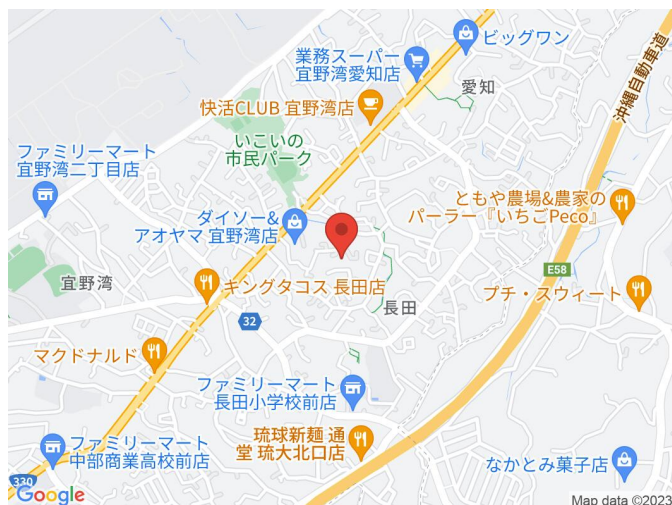 ビッグワン
業務スーパー
宜野湾愛知店
愛知
沖縄自動車道
快活CLUB 宜野湾店
いこいの
市民パーク
ファミリーマート
宜野湾二丁目店
ともや農場&農家の
パーラー『いちごPeco』
ダイソー&
アオヤマ 宜野湾店
E58
宜野湾
キングタコス 長田店
長田
プチ・スウィート
32
マクドナルド
ファミリーマート
長田小学校前店
琉球新麺 通
堂 琉大北口店
ファミリーマート
中部商業高校前店
なかとみ菓子店
330
Google
Map data ©2023